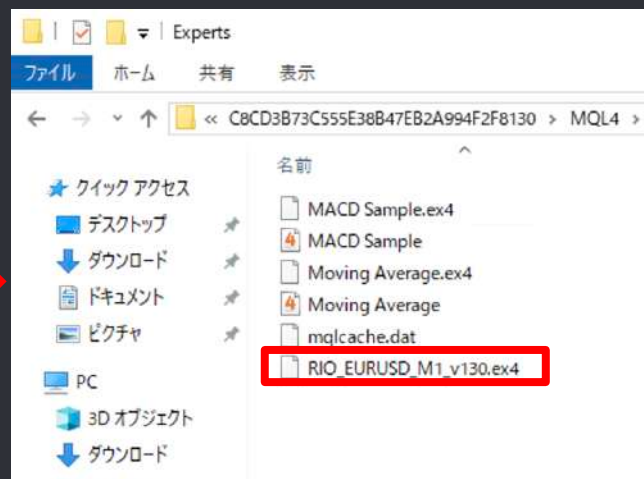 Experts
ファイル ホーム 共有 表示
« C8CD3B73C555E38B47EB2A994F2F8130 > MQL4 >
クイック アクセス
デスクトップ
ダウンロード
ドキュメント
ピクチャ
PC
3D オブジェクト
ダウンロード
名前
MACD Sample.ex4
MACD Sample
Moving Average.ex4
Moving Average
mqlcache.dat
RIO_EURUSD_M1_v130.ex4